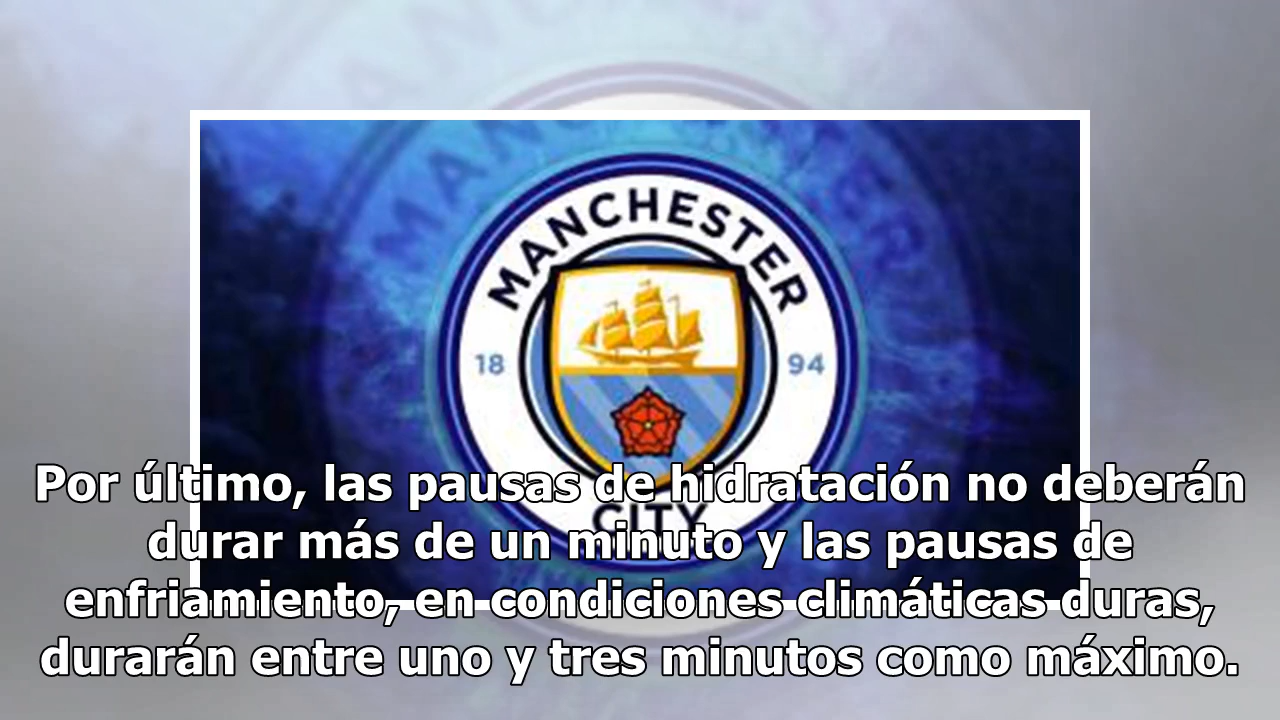 MANCHESTER
18 94
CITY
Por último, las pausas de hidratación no deberán
durar más de un minuto y las pausas de
enfriamiento, en condiciones climáticas duras,
durarán entre uno y tres minutos como máximo.